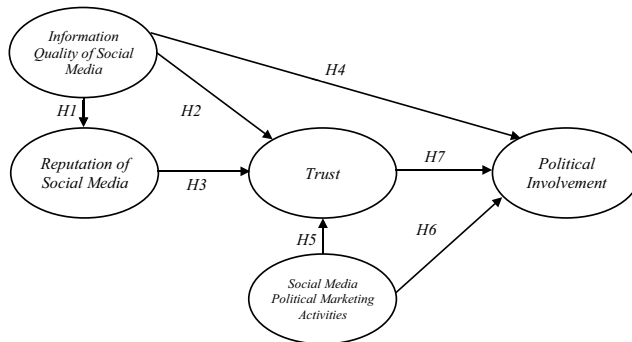 Information
Quality of Social
Media
H4
H1
H2
Reputation of
Social Media
H3
Trust
H7
Political
Involvement
H5
H6
Social Media
Political Marketing
Activities